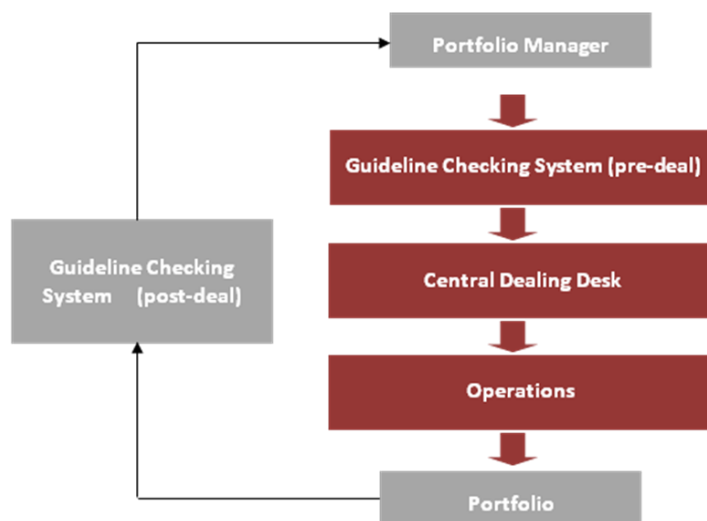 Portfolio Manager
Guideline Checking System (pre-deal)
Guideline Checking
System (post-deal)
Central Dealing Desk
Operations
Portfolio